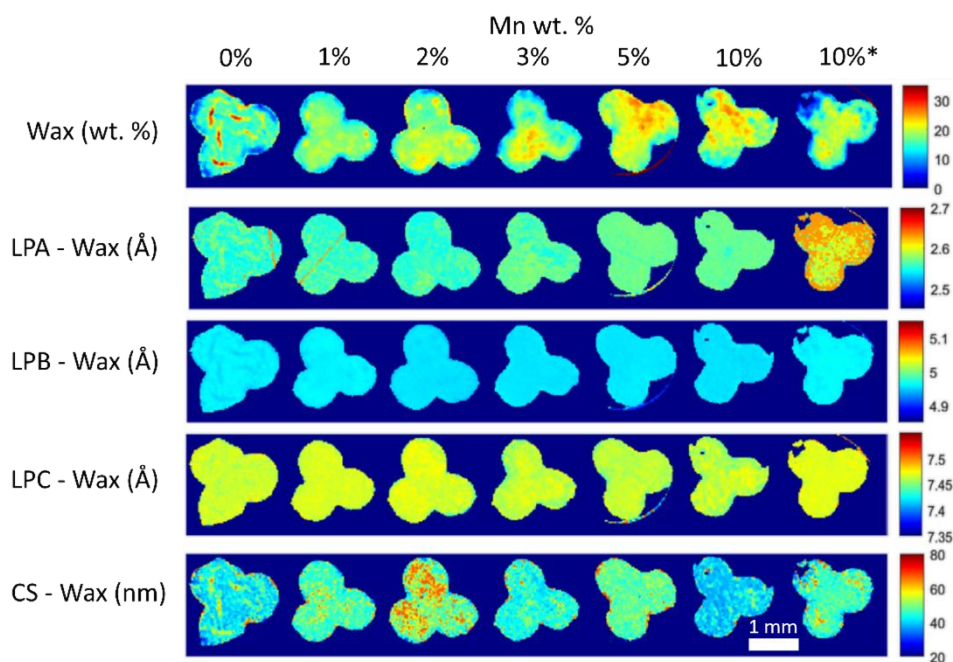 Mn wt. %
0% 1% 2% 3% 5% 10% 10%*
Wax (wt. %)
30
20
10
0
LPA - Wax (Å)
2.7
2.6
2.5
LPB - Wax (Å)
5.1
5
4.9
LPC - Wax (Å)
7.5
7.4
7.35
CS - Wax (nm)
80
60
40
20
1 mm